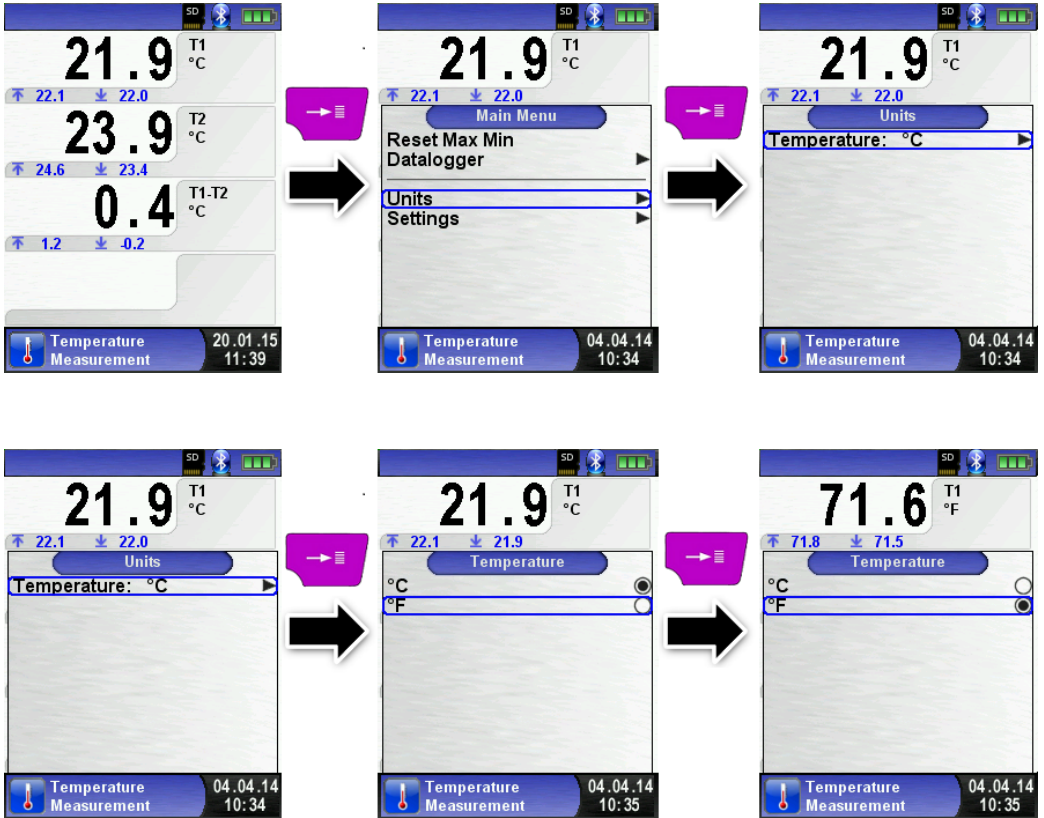 SD
21.9 T1
°C
22.1 22.0
23.9 T2
°C
24.6 23.4
0.4 T1-T2
°C
1.2 -0.2
Temperature
Measurement
20.01.15
11:39
SD
21.9 T1
°C
22.1 22.0
Main Menu
Reset Max Min
Datalogger
Units
Settings
Temperature
Measurement
04.04.14
10:34
SD
21.9 T1
°C
22.1 22.0
Units
Temperature: °C
Temperature
Measurement
04.04.14
10:34
SD
21.9 T1
°C
22.1 22.0
Units
Temperature: °C
Temperature
Measurement
04.04.14
10:34
SD
21.9 T1
°C
22.1 21.9
Temperature
°C
°F
Temperature
Measurement
04.04.14
10:35
SD
71.6 T1
°F
71.8 71.5
Temperature
°C
°F
Temperature
Measurement
04.04.14
10:35